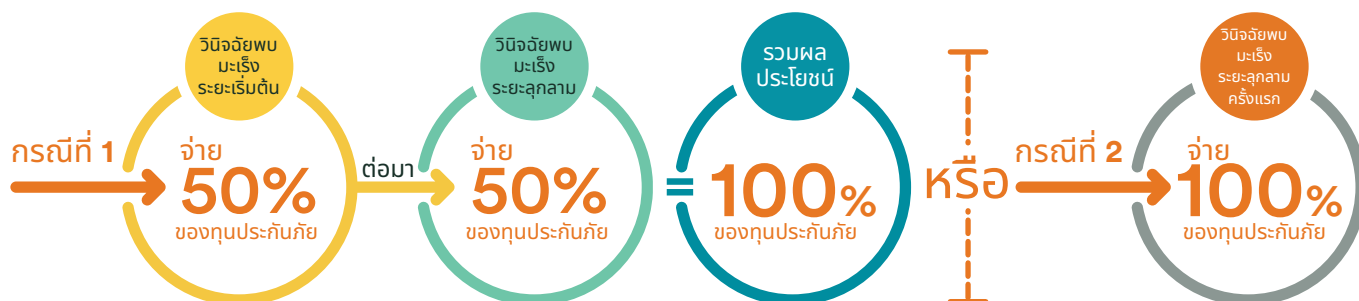 กรณีที่ 1
วินิจฉัยพบ
มะเร็ง
ระยะเริ่มต้น
จ่าย
50%
ของทุนประกันภัย
ต่อมา
วินิจฉัยพบ
มะเร็ง
ระยะลุกลาม
จ่าย
50%
ของทุนประกันภัย
=
รวมผล
ประโยชน์
100%
ของทุนประกันภัย
หรือ
กรณีที่ 2
วินิจฉัยพบ
มะเร็ง
ระยะลุกลาม
ครั้งแรก
จ่าย
100%
ของทุนประกันภัย